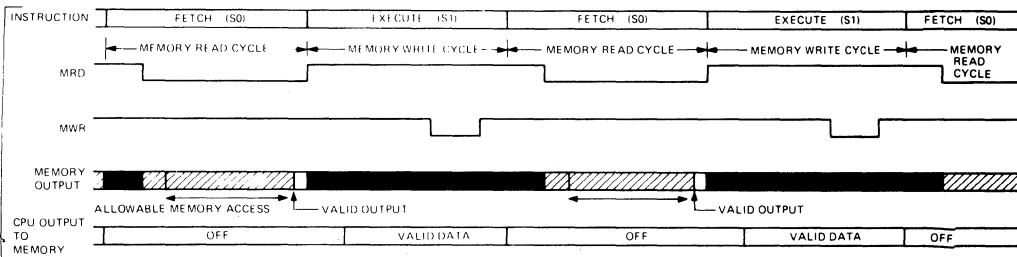 INSTRUCTION FETCH (S0) EXECUTE (S1) FETCH (S0) EXECUTE (S1) FETCH (S0)
MEMORY READ CYCLE MEMORY WRITE CYCLE MEMORY READ CYCLE MEMORY WRITE CYCLE MEMORY
READ
CYCLE
MRD
MWR
MEMORY
OUTPUT
ALLOWABLE MEMORY ACCESS VALID OUTPUT VALID OUTPUT
CPU OUTPUT
TO
MEMORY
OFF VALID DATA OFF VALID DATA OFF